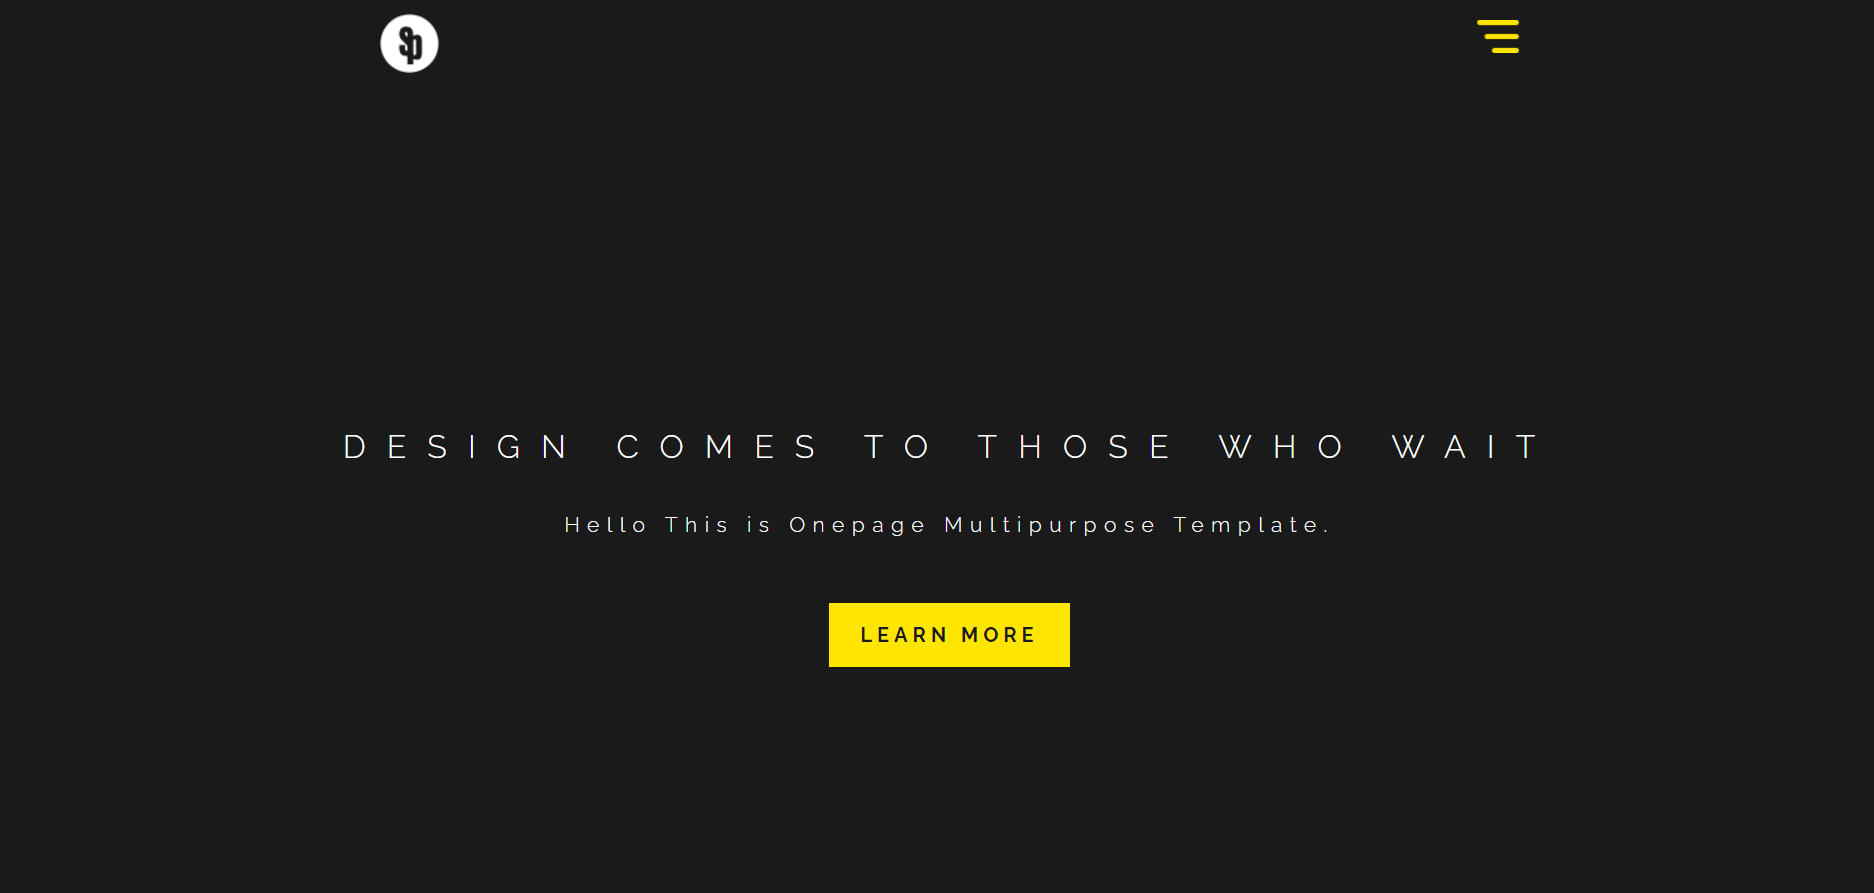 Sp
DESIGN COMES TO THOSE WHO WAIT
Hello This is Onepage Multipurpose Template.
LEARN MORE